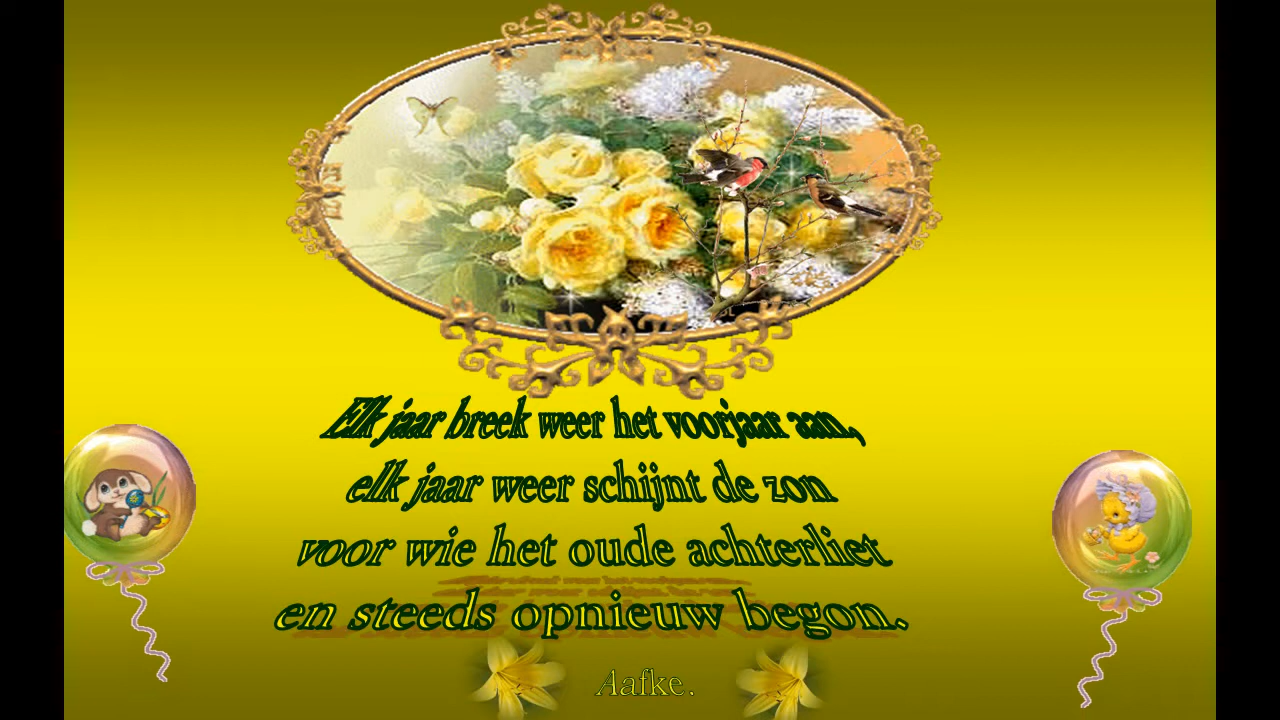 Elk jaar breek weer het voorjaar aan,
elk jaar weer schijnt de zon
voor wie het oude achterliet
en steeds opnieuw begon.
Aafke.